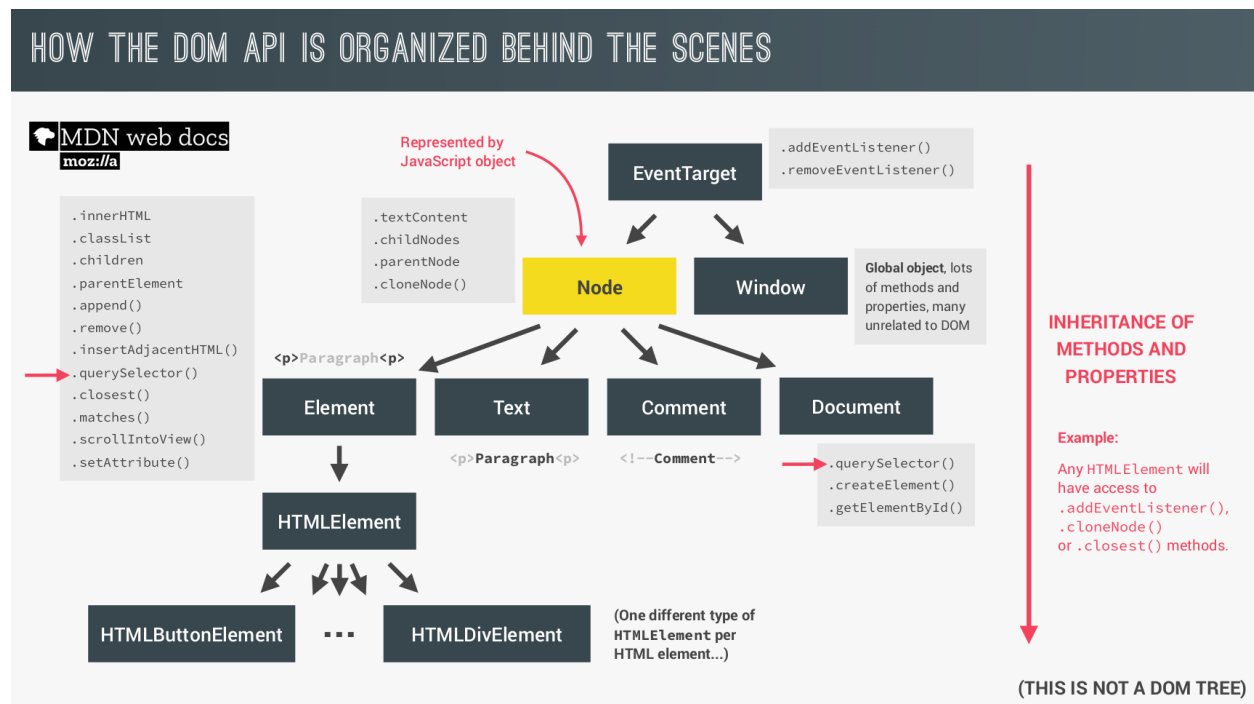 HOW THE DOM API IS ORGANIZED BEHIND THE SCENES
MDN web docs
moz://a
Represented by
JavaScript object
EventTarget
.addEventListener()
.removeEventListener()
.innerHTML
.classList
.children
.parentElement
.append()
.remove()
.insertAdjacentHTML()
.querySelector()
.closest()
.matches()
.scrollIntoView()
.setAttribute()
.textContent
.childNodes
.parentNode
.cloneNode()
Node
Window
Global object, lots
of methods and
properties, many
unrelated to DOM
<p>Paragraph<p>
Element
Text
Comment
Document
<p>Paragraph<p>
<!--Comment-->
.querySelector()
.createElement()
.getElementById()
HTMLElement
HTMLButtonElement
...
HTMLDivElement
(One different type of
HTMLElement per
HTML element...)
INHERITANCE OF
METHODS AND
PROPERTIES
Example:
Any HTMLElement will
have access to
.addEventListener(),
.cloneNode()
or .closest() methods.
(THIS IS NOT A DOM TREE)